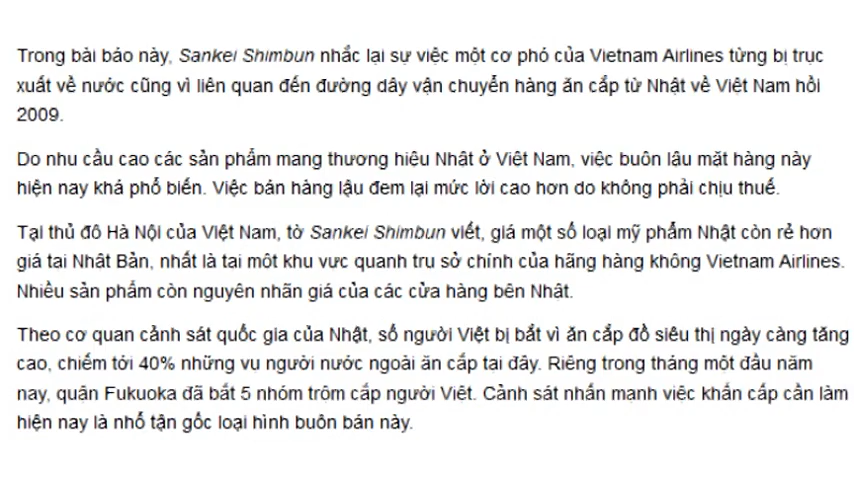 Trong bài báo này, Sankei Shimbun nhắc lại sự việc một cơ phó của Vietnam Airlines từng bị trục
xuất về nước cũng vì liên quan đến đường dây vận chuyển hàng ăn cắp từ Nhật về Việt Nam hồi
2009.
Do nhu cầu cao các sản phẩm mang thương hiệu Nhật ở Việt Nam, việc buôn lậu mặt hàng này
hiện nay khá phổ biến. Việc bán hàng lậu đem lại mức lời cao hơn do không phải chịu thuế.
Tại thủ đô Hà Nội của Việt Nam, tờ Sankei Shimbun viết, giá một số loại mỹ phẩm Nhật còn rẻ hơn
giá tại Nhật Bản, nhất là tại một khu vực quanh trụ sở chính của hãng hàng không Vietnam Airlines.
Nhiều sản phẩm còn nguyên nhãn giá của các cửa hàng bên Nhật.
Theo cơ quan cảnh sát quốc gia của Nhật, số người Việt bị bắt vì ăn cắp đồ siêu thị ngày càng tăng
cao, chiếm tới 40% những vụ người nước ngoài ăn cắp tại đây. Riêng trong tháng một đầu năm
nay, quận Fukuoka đã bắt 5 nhóm trộm cắp người Việt. Cảnh sát nhấn mạnh việc khẩn cấp cần làm
hiện nay là nhổ tận gốc loại hình buôn bán này.